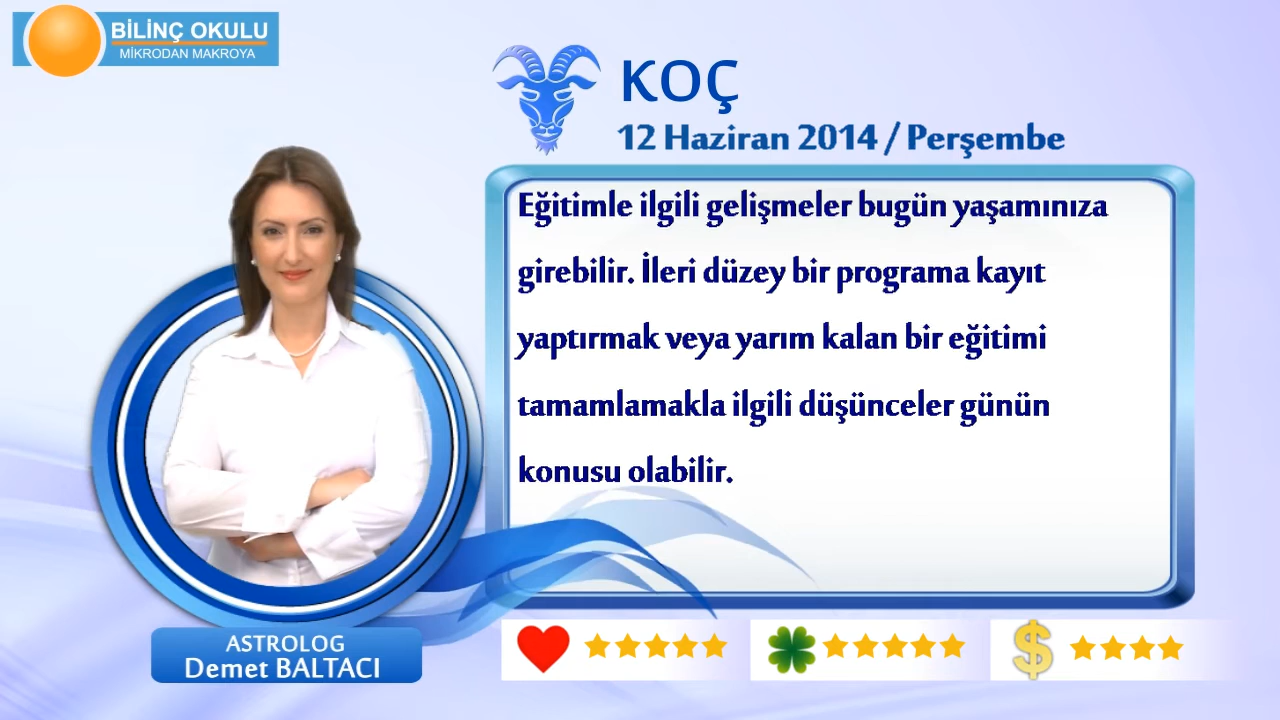 BİLİNÇ OKULU
MİKRODAN MAKROYA
KOÇ
12 Haziran 2014 / Perşembe
Eğitimle ilgili gelişmeler bugün yaşamınıza
girebilir. İleri düzey bir programa kayıt
yaptırmak veya yarım kalan bir eğitimi
tamamlamakla ilgili düşünceler günün
konusu olabilir.
ASTROLOG
Demet BALTACI